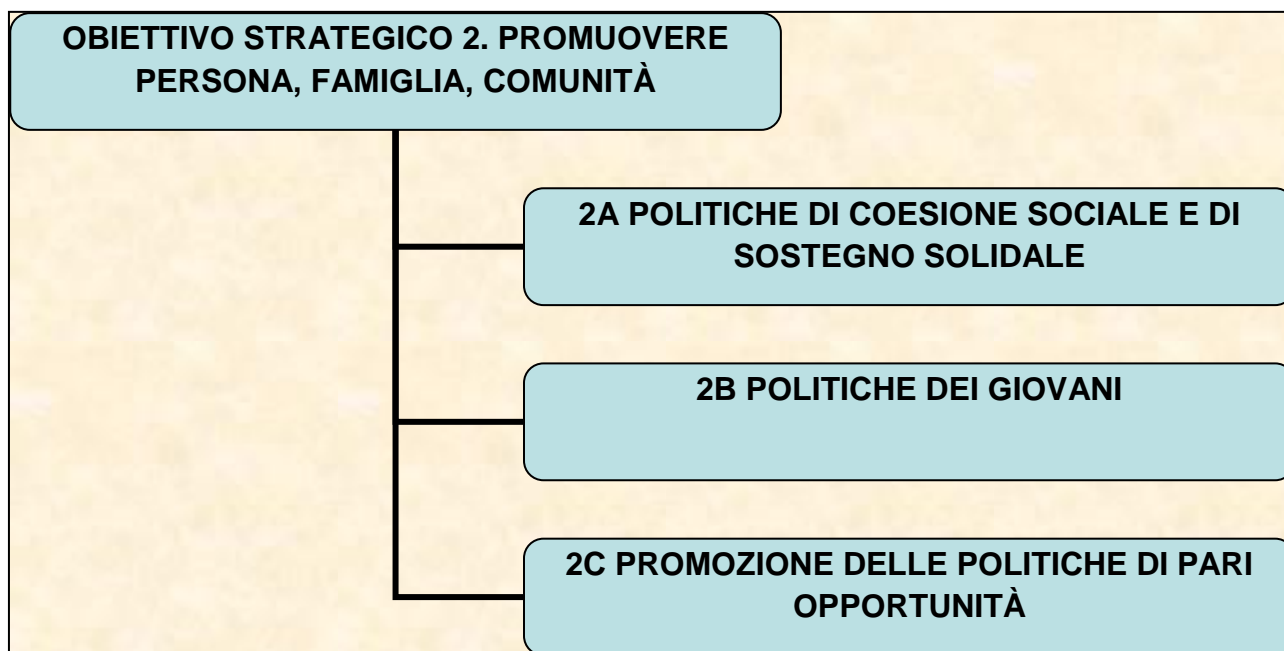 OBIETTIVO STRATEGICO 2. PROMUOVERE
PERSONA, FAMIGLIA, COMUNITÀ
2A POLITICHE DI COESIONE SOCIALE E DI
SOSTEGNO SOLIDALE
2B POLITICHE DEI GIOVANI
2C PROMOZIONE DELLE POLITICHE DI PARI
OPPORTUNITÀ